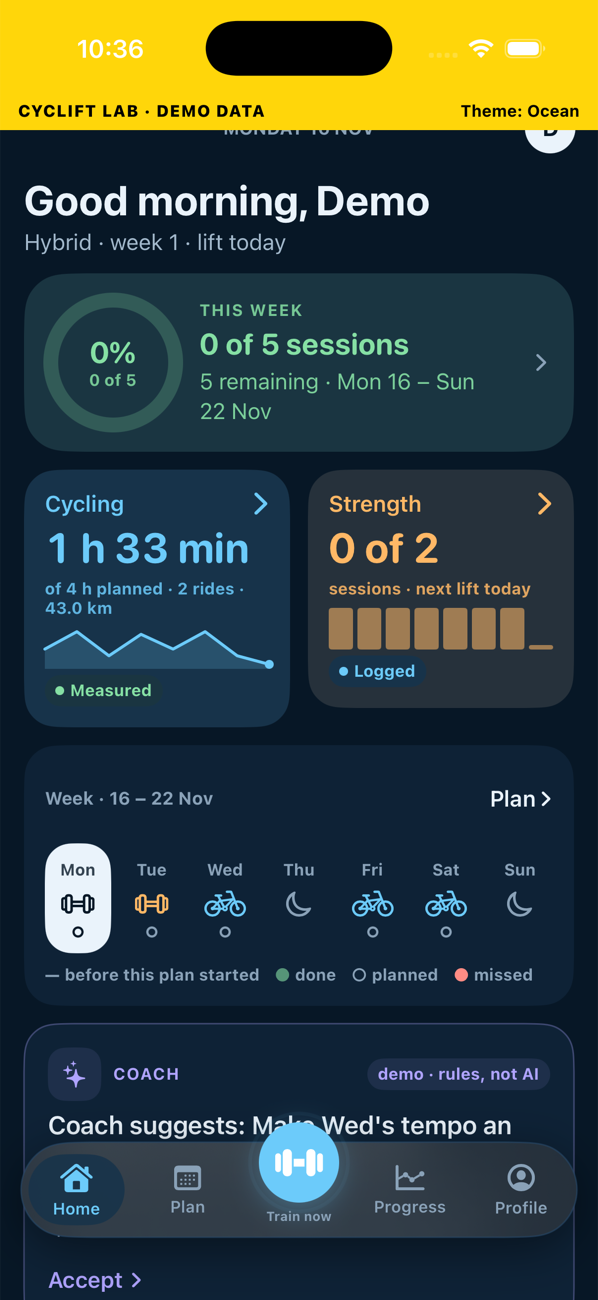 10:36
CYCLIFT LAB · DEMO DATA
Theme: Ocean
MONDAY 16 NOV
D
Good morning, Demo
Hybrid · week 1 · lift today
0%
0 of 5
THIS WEEK
0 of 5 sessions
5 remaining · Mon 16 – Sun
22 Nov
Cycling
1 h 33 min
of 4 h planned · 2 rides ·
43.0 km
Measured
Strength
0 of 2
sessions · next lift today
Logged
Week · 16 – 22 Nov
Plan
Mon Tue Wed Thu Fri Sat Sun
— before this plan started
done
planned
missed
COACH
demo · rules, not AI
Coach suggests: Make Wed's tempo an
Home
Plan
Train now
Progress
Profile
Accept